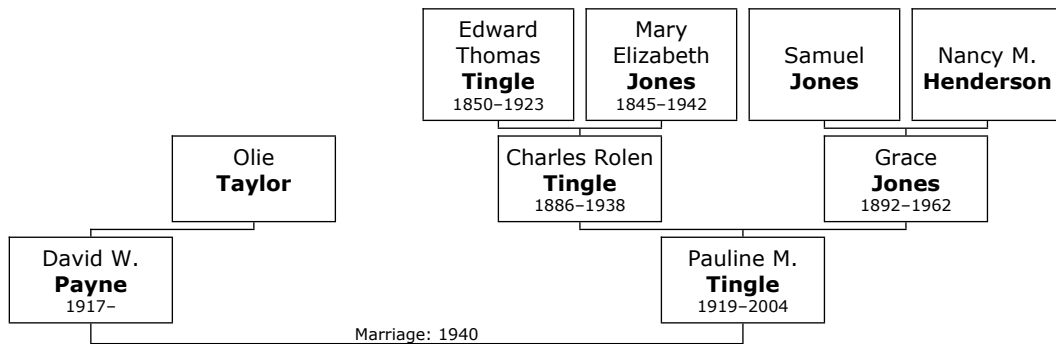 Edward
Thomas
Tingle
1850–1923
Mary
Elizabeth
Jones
1845–1942
Samuel
Jones
Nancy M.
Henderson
Olie
Taylor
Charles Rolen
Tingle
1886–1938
Grace
Jones
1892–1962
David W.
Payne
1917–
Pauline M.
Tingle
1919–2004
Marriage: 1940